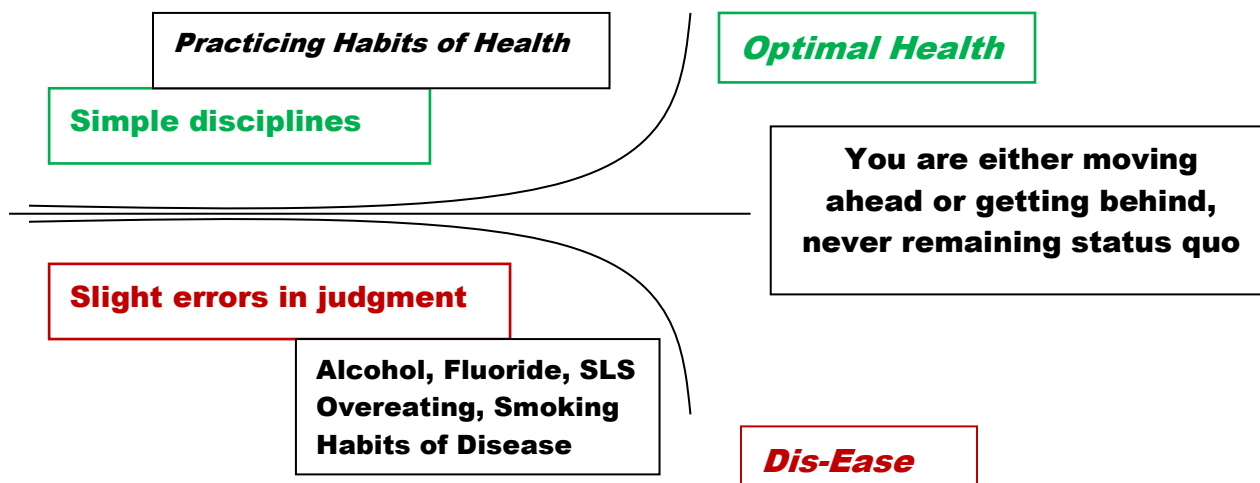 Practicing Habits of Health
Optimal Health
Simple disciplines
You are either moving
ahead or getting behind,
never remaining status quo
Slight errors in judgment
Alcohol, Fluoride, SLS
Overeating, Smoking
Habits of Disease
Dis-Ease